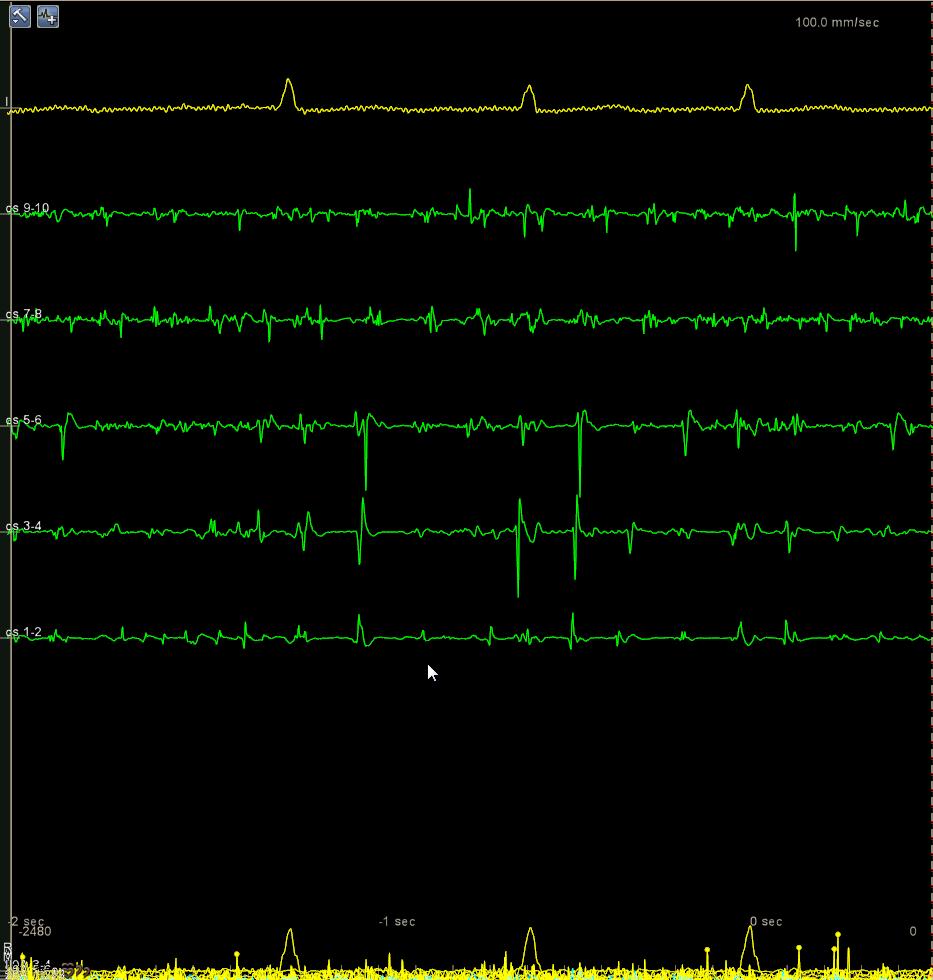 100.0 mm/sec
I
cs 9-10
cs 7-8
cs 5-6
cs 3-4
cs 1-2
-2 sec
-1 sec
0 sec
-2480
0